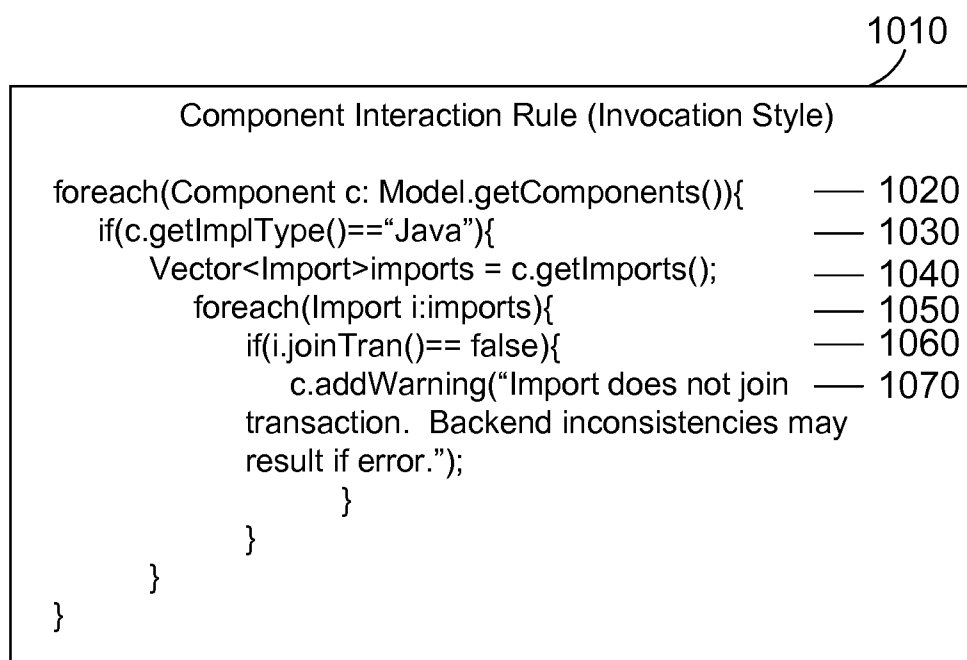 1010
Component Interaction Rule (Invocation Style)
foreach(Component c: Model.getComponents()){ 1020
if(c.getImplType()==“Java”){ 1030
Vector<Import>imports = c.getImports(); 1040
foreach(Import i:imports){ 1050
if(i.joinTran()== false){ 1060
c.addWarning(“Import does not join 1070
transaction. Backend inconsistencies may
result if error.”);
}
}
}
}